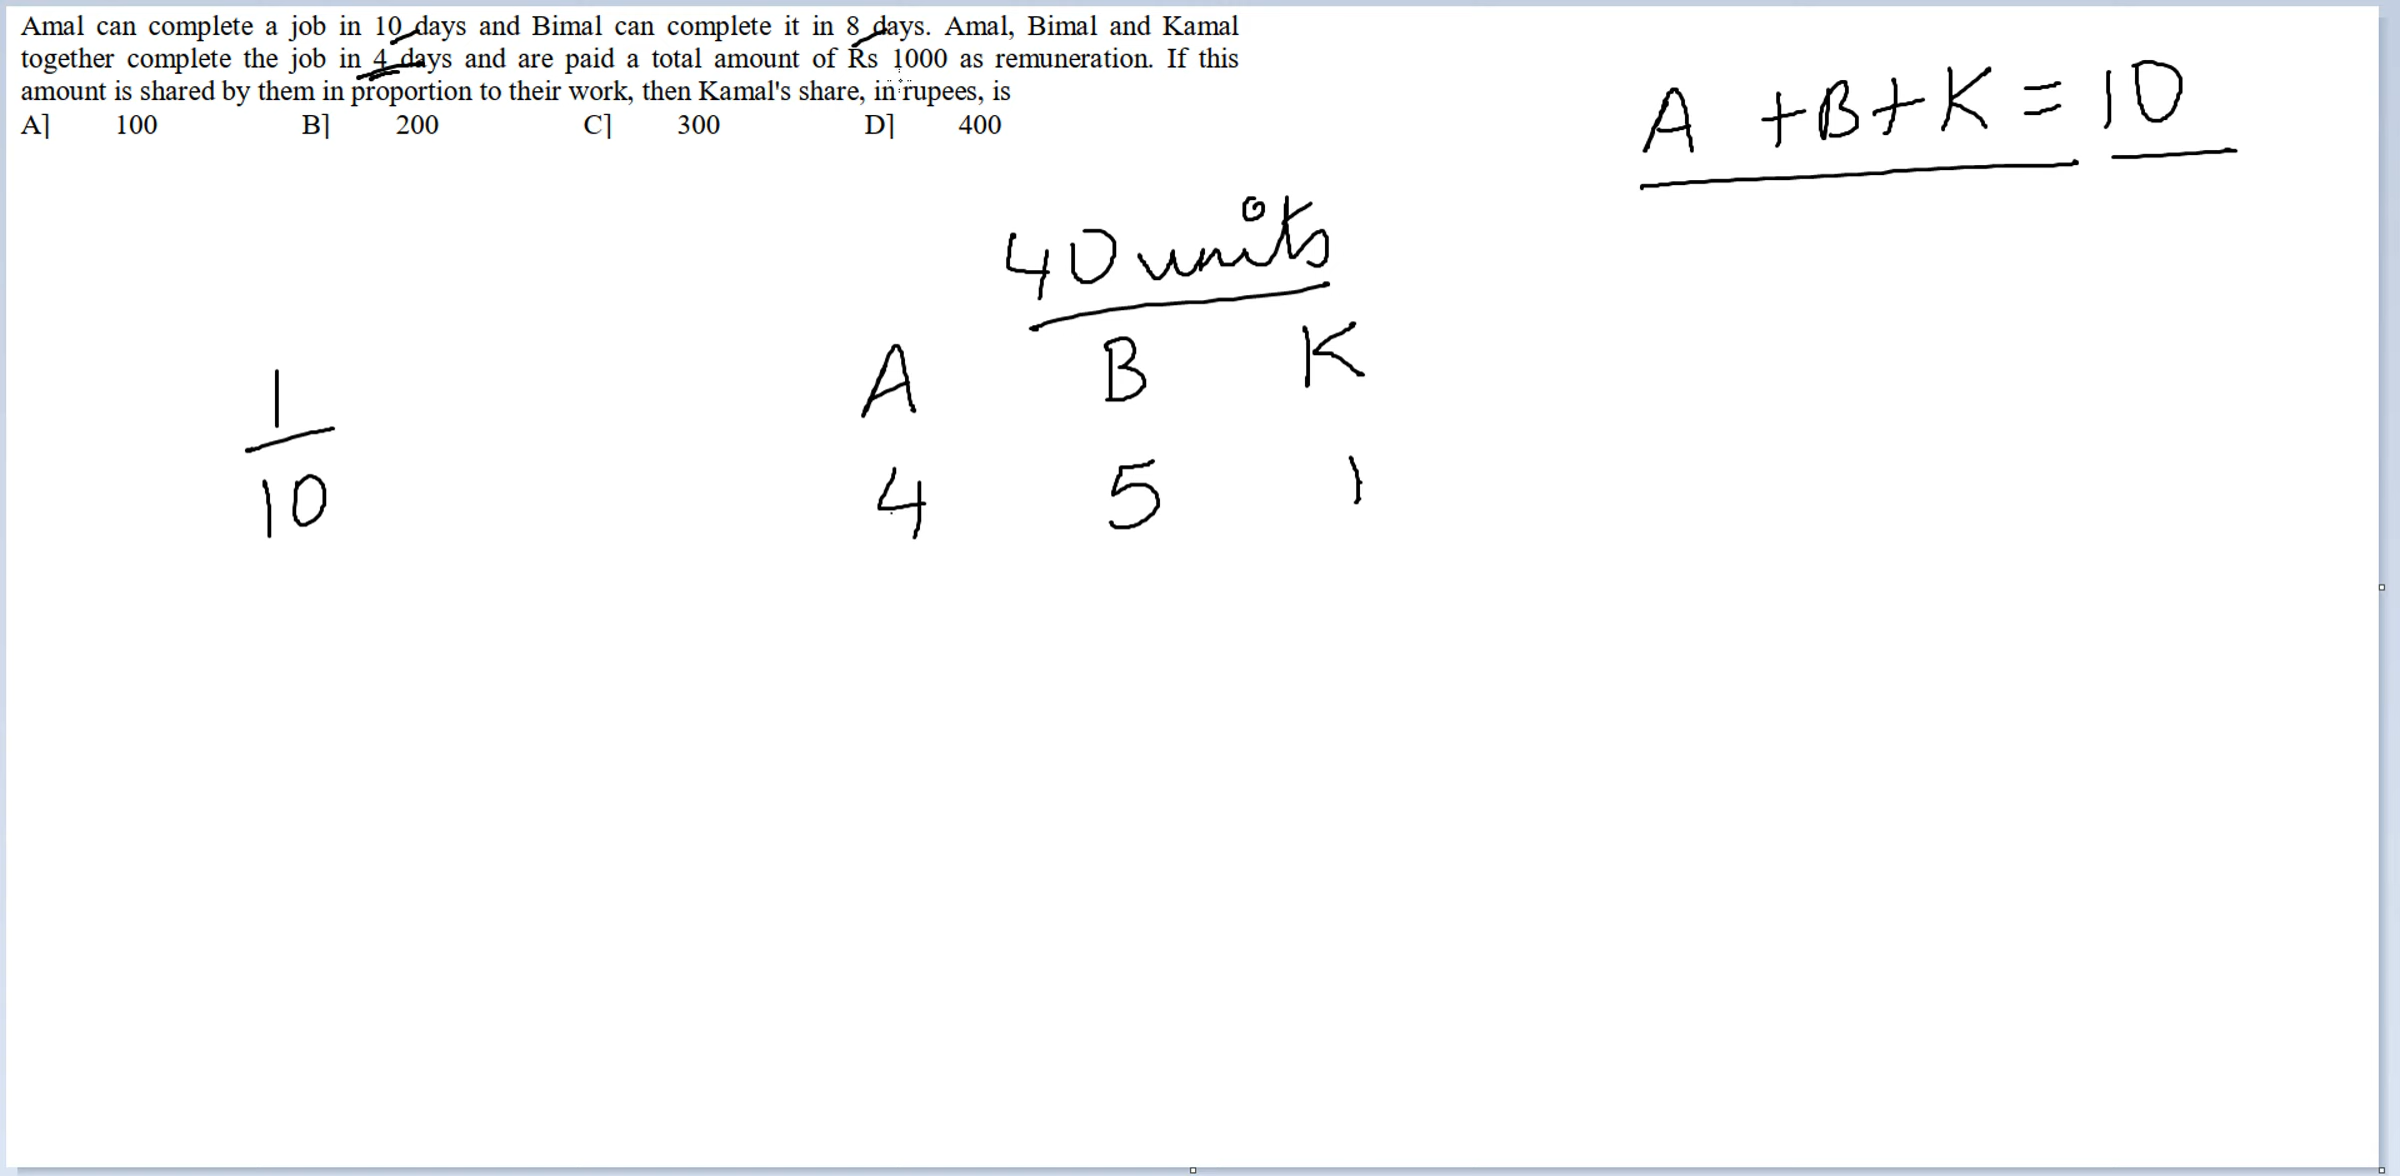 Amal can complete a job in 10 days and Bimal can complete it in 8 days. Amal, Bimal and Kamal
together complete the job in 4 days and are paid a total amount of Rs 1000 as remuneration. If this
amount is shared by them in proportion to their work, then Kamal's share, in rupees, is
A] 100 B] 200 C] 300 D] 400
A + B + K = 10
40 units
A B K
1
10
4 5 1